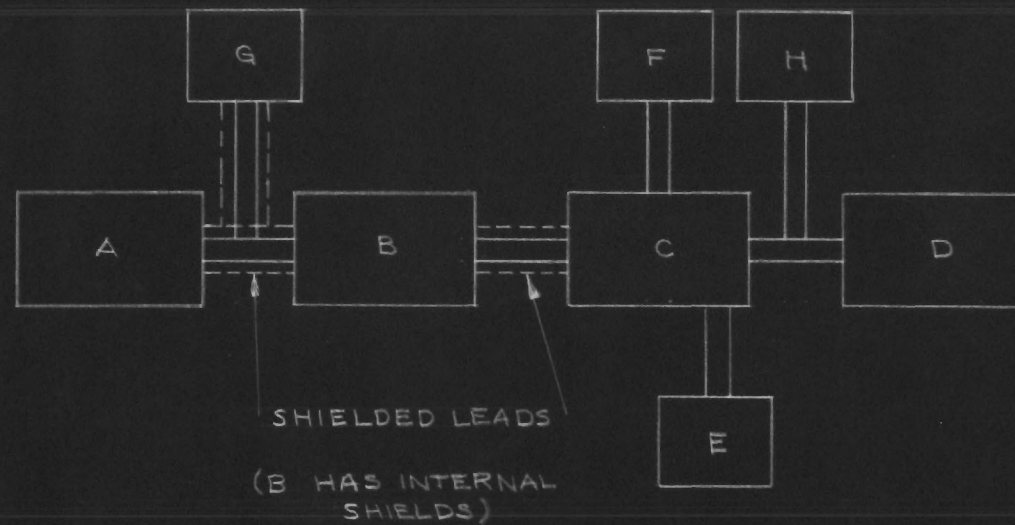 G
F
H
A
B
C
D
E
SHIELDED LEADS
(B HAS INTERNAL
SHIELDS)